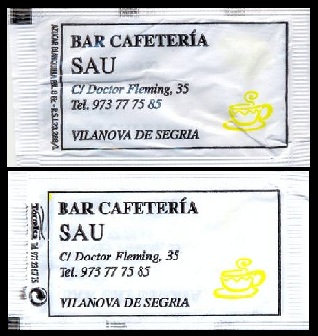 BAR CAFETERÍA
SAU
C/ Doctor Fleming, 35
Tel. 973 77 75 85
VILANOVA DE SEGRIA
BAR CAFETERÍA
SAU
C/ Doctor Fleming, 35
Tel. 973 77 75 85
VILANOVA DE SEGRIA